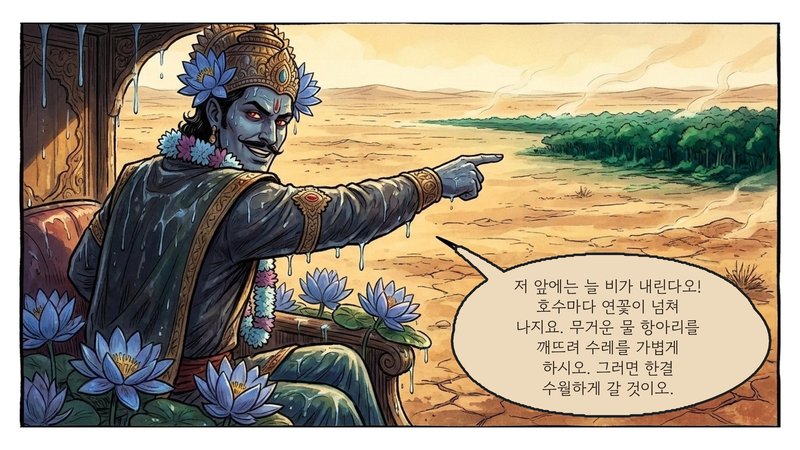 저 앞에는 늘 비가 내린다오!
호수마다 연꽃이 넘쳐
나지요. 무거운 물 항아리를
깨뜨려 수레를 가볍게
하시오. 그러면 한결
수월하게 갈 것이오.